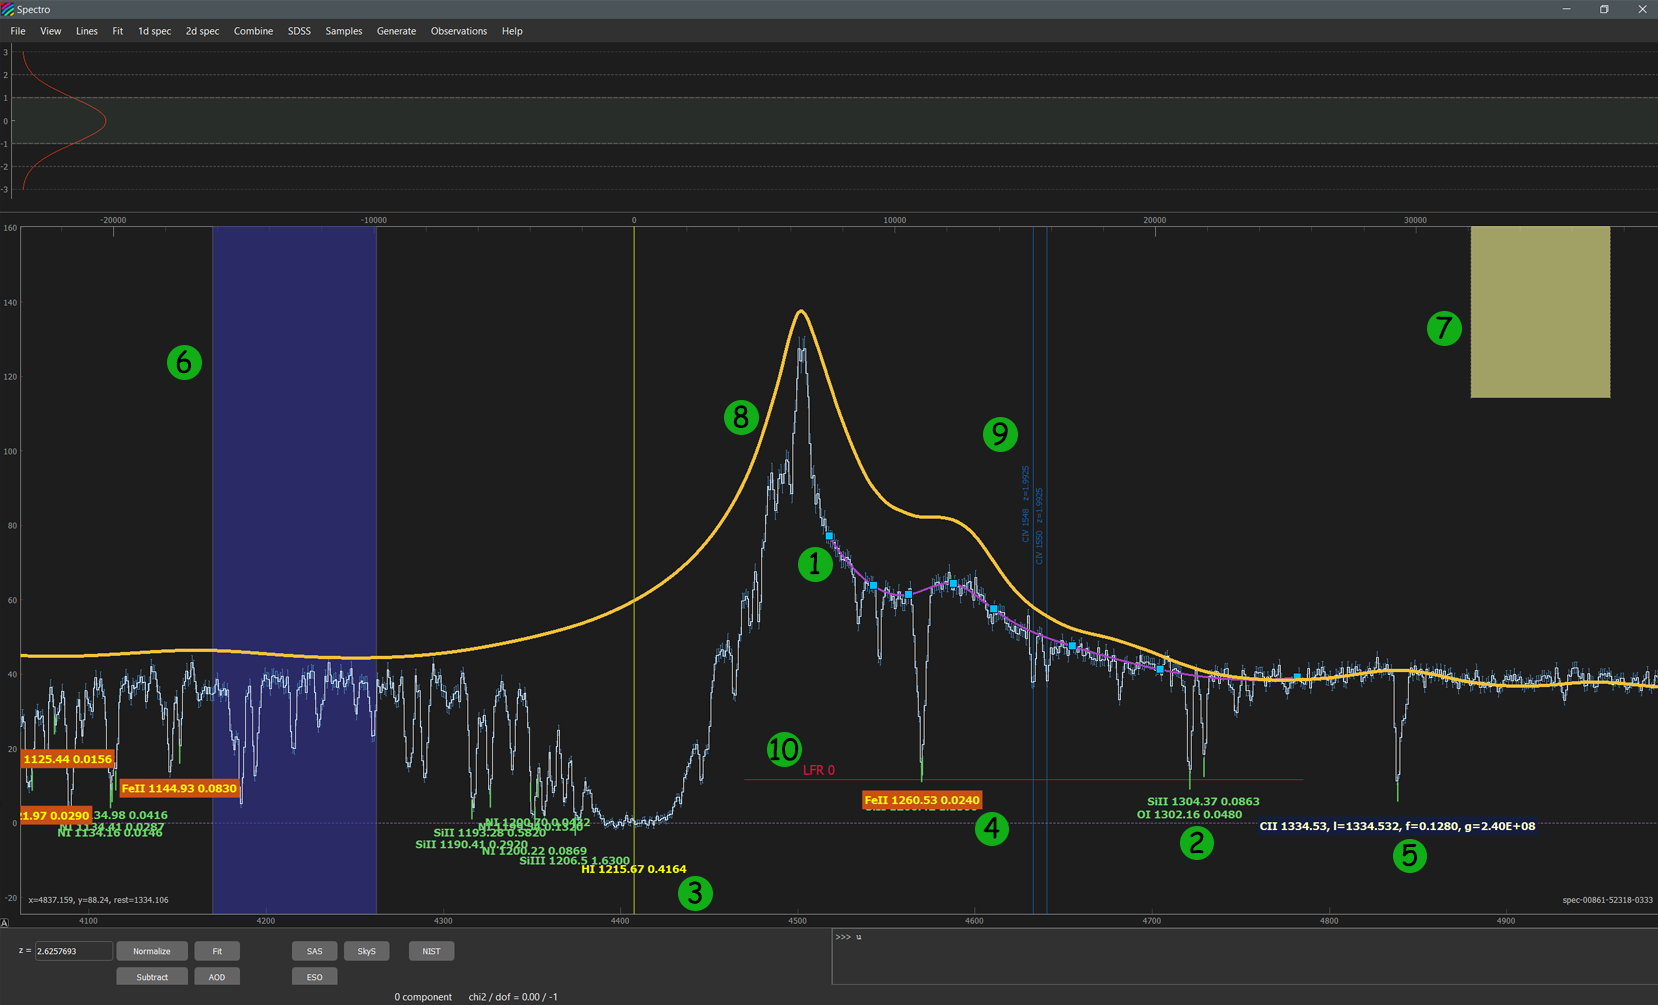 Spectro
File View Lines Fit 1d spec 2d spec Combine SDSS Samples Generate Observations Help
3
2
1
0
-1
-2
-3
-20000 -10000 0 10000 20000 30000
160
140
120
100
80
60
40
20
0
-20
6
7
8
9
CIV 1548 z=1.9925
CIV 1550 z=1.9925
1
10
LFR 0
1125.44 0.0156
FeII 1144.93 0.0830
FeII 1260.53 0.0240
1.97 0.0290
34.98 0.0416
NI 1134.41 0.0287
NI 1134.16 0.0146
NI 1200.70 0.0432
SiII 1193.28 0.5820
SiII 1190.41 0.2920
NI 1200.22 0.0869
SiIII 1206.5 1.6300
HI 1215.67 0.4164
SiII 1304.37 0.0863
OI 1302.16 0.0480
CII 1334.53, l=1334.532, f=0.1280, g=2.40E+08
4
2
5
3
x=4837.159, y=88.24, rest=1334.106
spec-00861-52318-0333
A
4100 4200 4300 4400 4500 4600 4700 4800 4900
z = 2.6257693
Normalize Fit SAS SkyS NIST
Subtract AOD ESO
>>> u
0 component chi2 / dof = 0.00 / -1